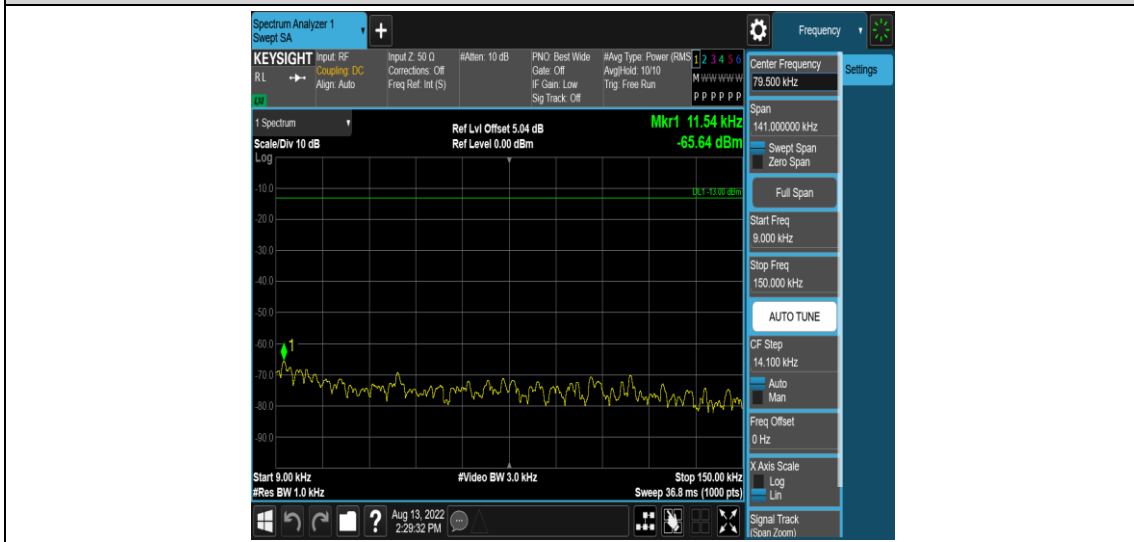 Spectrum Analyzer 1
Swept SA
Frequency
KEYSIGHT
RL
LXI
Input: RF
Coupling: DC
Align: Auto
Input Z: 50 Ω
Corrections: Off
Freq Ref: Int (S)
#Atten: 10 dB
PNO: Best Wide
Gate: Off
IF Gain: Low
Sig Track: Off
#Avg Type: Power (RMS
Avg|Hold: 10/10
Trig: Free Run
1 2 3 4 5 6
M W W W W W
P P P P P P
1 Spectrum
Scale/Div 10 dB
Log
Ref Lvl Offset 5.04 dB
Ref Level 0.00 dBm
Mkr1 11.54 kHz
-65.64 dBm
DL1 -13.00 dBm
-10.0
-20.0
-30.0
-40.0
-50.0
-60.0
-70.0
-80.0
-90.0
1
Start 9.00 kHz
#Res BW 1.0 kHz
#Video BW 3.0 kHz
Stop 150.00 kHz
Sweep 36.8 ms (1000 pts)
Center Frequency
79.500 kHz
Settings
Span
141.000000 kHz
Swept Span
Zero Span
Full Span
Start Freq
9.000 kHz
Stop Freq
150.000 kHz
AUTO TUNE
CF Step
14.100 kHz
Auto
Man
Freq Offset
0 Hz
X Axis Scale
Log
Lin
Signal Track
(Span Zoom)
?
Aug 13, 2022
2:29:32 PM